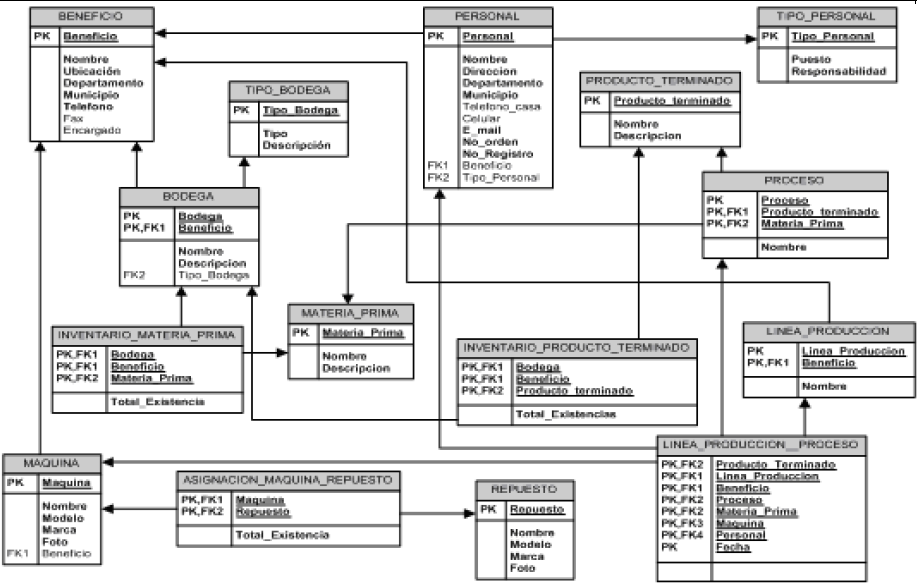 BENEFICIO
PK Beneficio
Nombre
Ubicación
Departamento
Municipio
Telefono
Fax
Encargado
PERSONAL
PK Personal
Nombre
Direccion
Departamento
Municipio
Telefono_casa
Celular
E_mail
No_orden
No_Registro
FK1 Beneficio
FK2 Tipo_Personal
TIPO_PERSONAL
PK Tipo_Personal
Puesto
Responsabilidad
TIPO_BODEGA
PK Tipo_Bodega
Tipo
Descripción
PRODUCTO_TERMINADO
PK Producto_terminado
Nombre
Descripcion
BODEGA
PK Bodega
PK,FK1 Beneficio
Nombre
Descripcion
FK2 Tipo_Bodega
PROCESO
PK Proceso
PK,FK1 Producto_terminado
PK,FK2 Materia_Prima
Nombre
MATERIA_PRIMA
PK Materia_Prima
Nombre
Descripcion
INVENTARIO_MATERIA_PRIMA
PK,FK1 Bodega
PK,FK1 Beneficio
PK,FK2 Materia_Prima
Total_Existencia
INVENTARIO_PRODUCTO_TERMINADO
PK,FK1 Bodega
PK,FK1 Beneficio
PK,FK2 Producto_terminado
Total_Existencias
LINEA_PRODUCCION
PK Linea_Produccion
PK,FK1 Beneficio
Nombre
MAQUINA
PK Maquina
Nombre
Modelo
Marca
Foto
FK1 Beneficio
ASIGNACION_MAQUINA_REPUESTO
PK,FK1 Maquina
PK,FK2 Repuesto
Total_Existencia
REPUESTO
PK Repuesto
Nombre
Modelo
Marca
Foto
LINEA_PRODUCCION__PROCESO
PK,FK2 Producto_Terminado
PK,FK1 Linea_Produccion
PK,FK1 Beneficio
PK,FK2 Proceso
PK,FK2 Materia_Prima
PK,FK3 Maquina
PK,FK4 Personal
PK Fecha